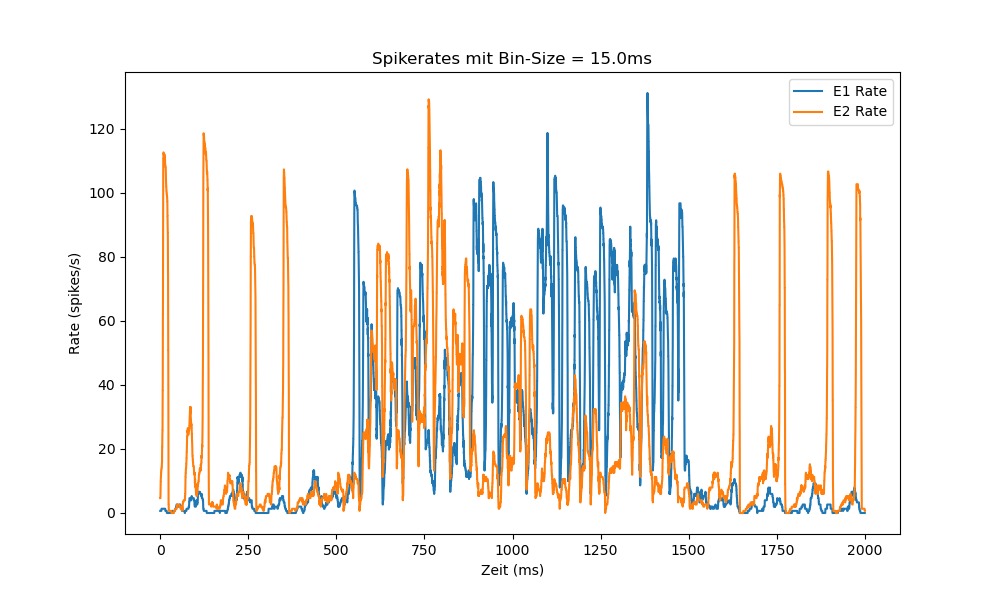 Spikerates mit Bin-Size = 15.0ms
E1 Rate
E2 Rate
Rate (spikes/s)
120
100
80
60
40
20
0
0 250 500 750 1000 1250 1500 1750 2000
Zeit (ms)